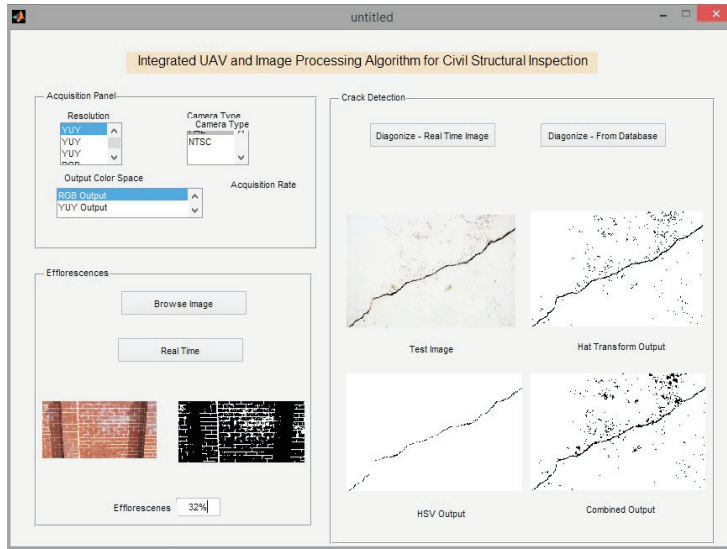 untitled
Integrated UAV and Image Processing Algorithm for Civil Structural Inspection
Acquisition Panel
Resolution
YUY
YUY
YUY
Camera Type
Camera Type
NTSC
Output Color Space
RGB Output
YUY Output
Acquisition Rate
Efflorescences
Browse Image
Real Time
Efflorescenes
32%
Crack Detection
Diagonize - Real Time Image
Diagonize - From Database
Test Image
Hat Transform Output
HSV Output
Combined Output